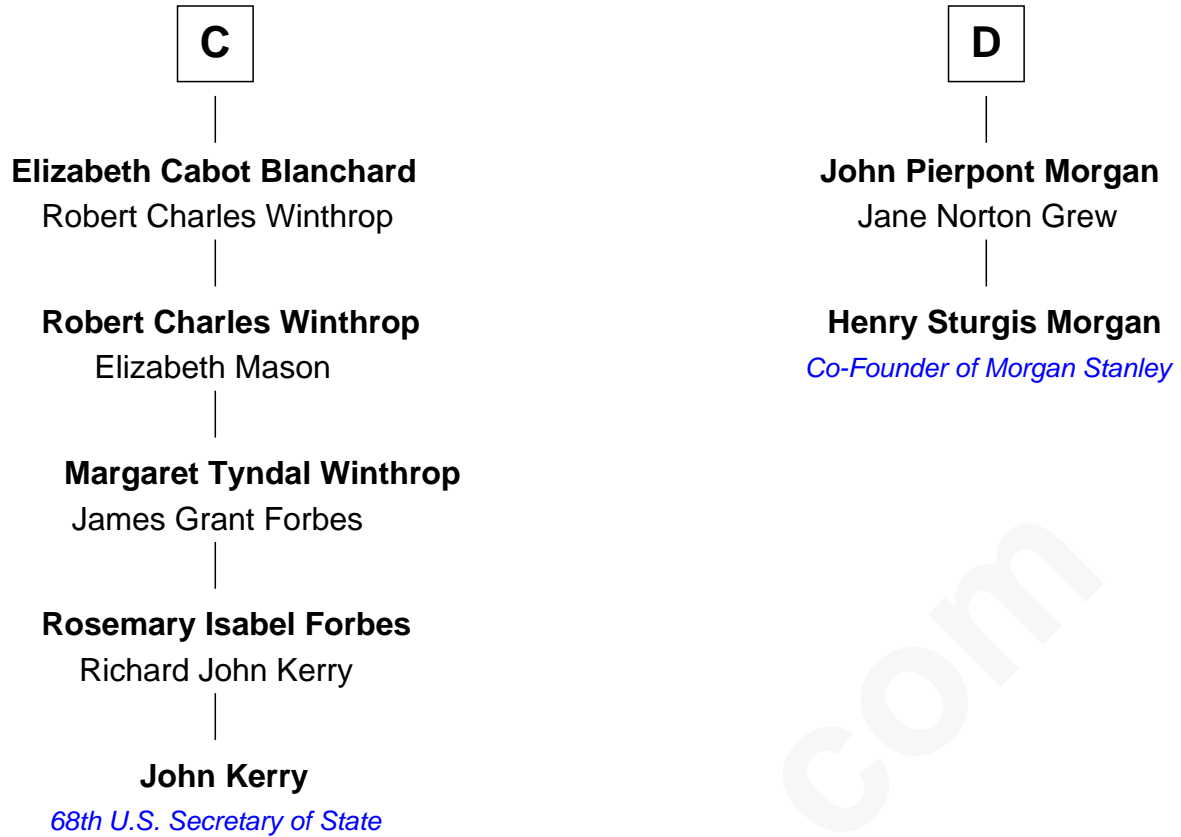 C
Elizabeth Cabot Blanchard
Robert Charles Winthrop
Robert Charles Winthrop
Elizabeth Mason
Margaret Tyndal Winthrop
James Grant Forbes
Rosemary Isabel Forbes
Richard John Kerry
John Kerry
68th U.S. Secretary of State
D
John Pierpont Morgan
Jane Norton Grew
Henry Sturgis Morgan
Co-Founder of Morgan Stanley
com